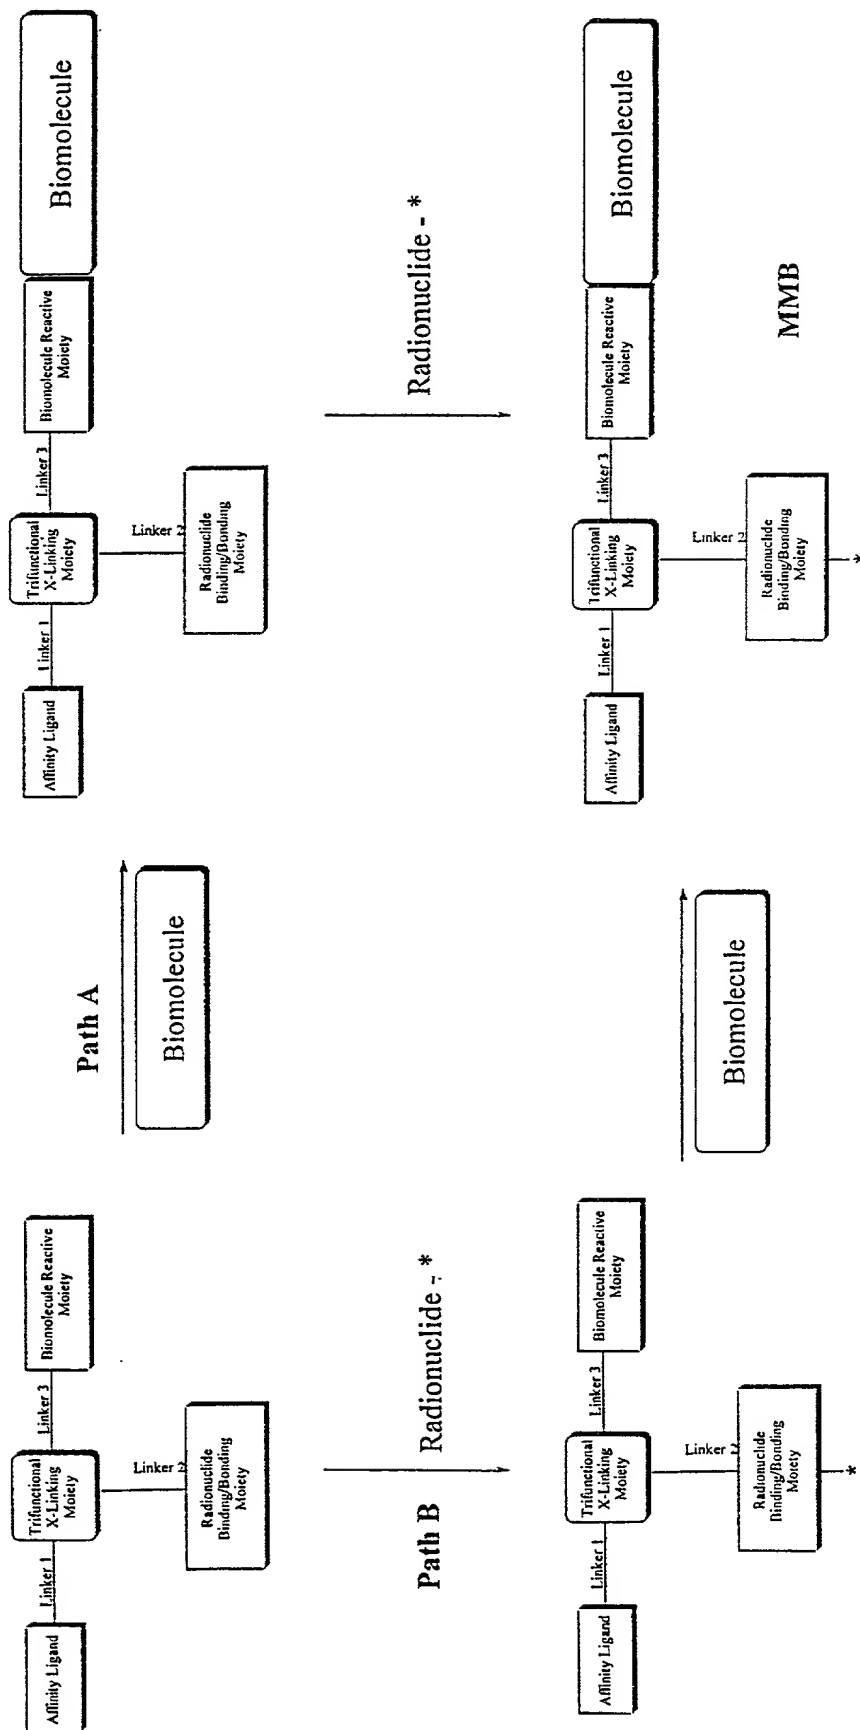 Affinity Ligand
Linker 1
Trifunctional
X-Linking
Moiety
Linker 3
Biomolecule Reactive
Moiety
Linker 2
Radionuclide
Binding/Bonding
Moiety
Path A
Biomolecule
Affinity Ligand
Linker 1
Trifunctional
X-Linking
Moiety
Linker 3
Biomolecule Reactive
Moiety
Biomolecule
Linker 2
Radionuclide
Binding/Bonding
Moiety
Path B
Radionuclide - *
Radionuclide - *
Affinity Ligand
Linker 1
Trifunctional
X-Linking
Moiety
Linker 3
Biomolecule Reactive
Moiety
Linker 2
Radionuclide
Binding/Bonding
Moiety
*
Biomolecule
Affinity Ligand
Linker 1
Trifunctional
X-Linking
Moiety
Linker 3
Biomolecule Reactive
Moiety
Biomolecule
Linker 2
Radionuclide
Binding/Bonding
Moiety
*
MMB